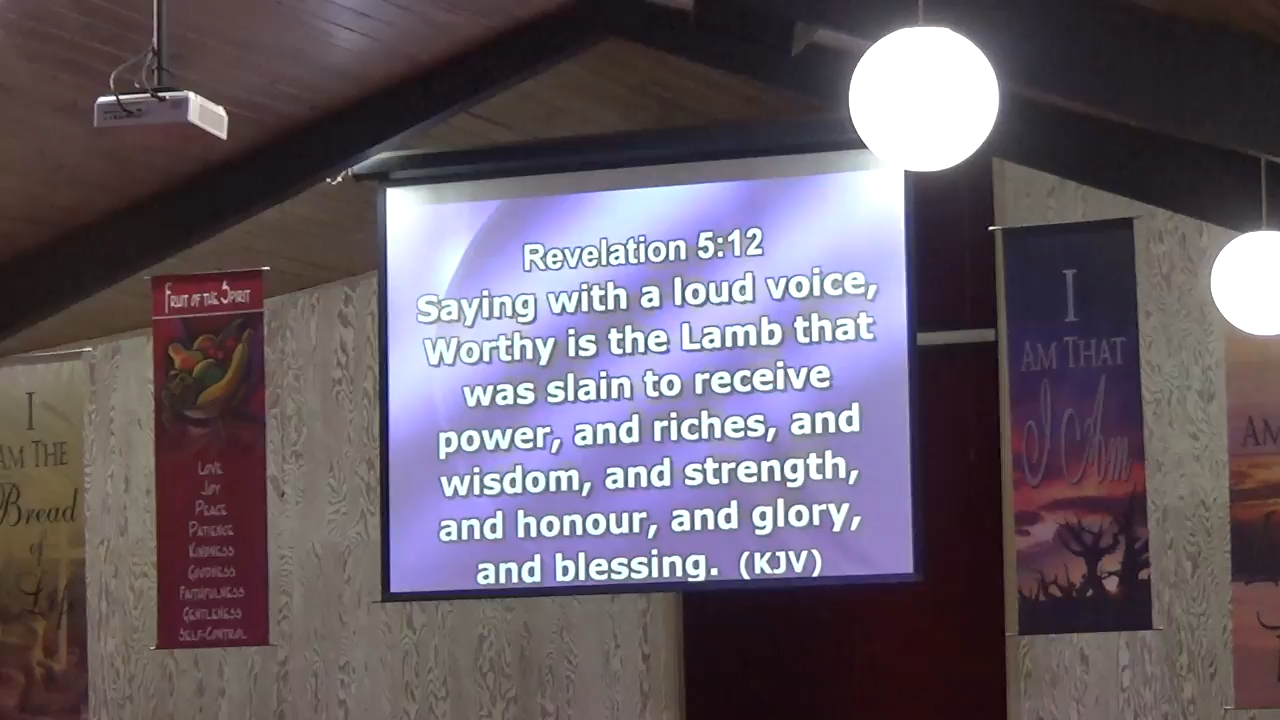 Revelation 5:12
Saying with a loud voice,
Worthy is the Lamb that
was slain to receive
power, and riches, and
wisdom, and strength,
and honour, and glory,
and blessing. (KJV)
FRUIT OF THE SPIRIT
LOVE
JOY
PEACE
PATIENCE
KINDNESS
GOODNESS
FAITHFULNESS
GENTLENESS
SELF-CONTROL
I
AM THE
Bread
of
I
AM THAT
I Am
AM